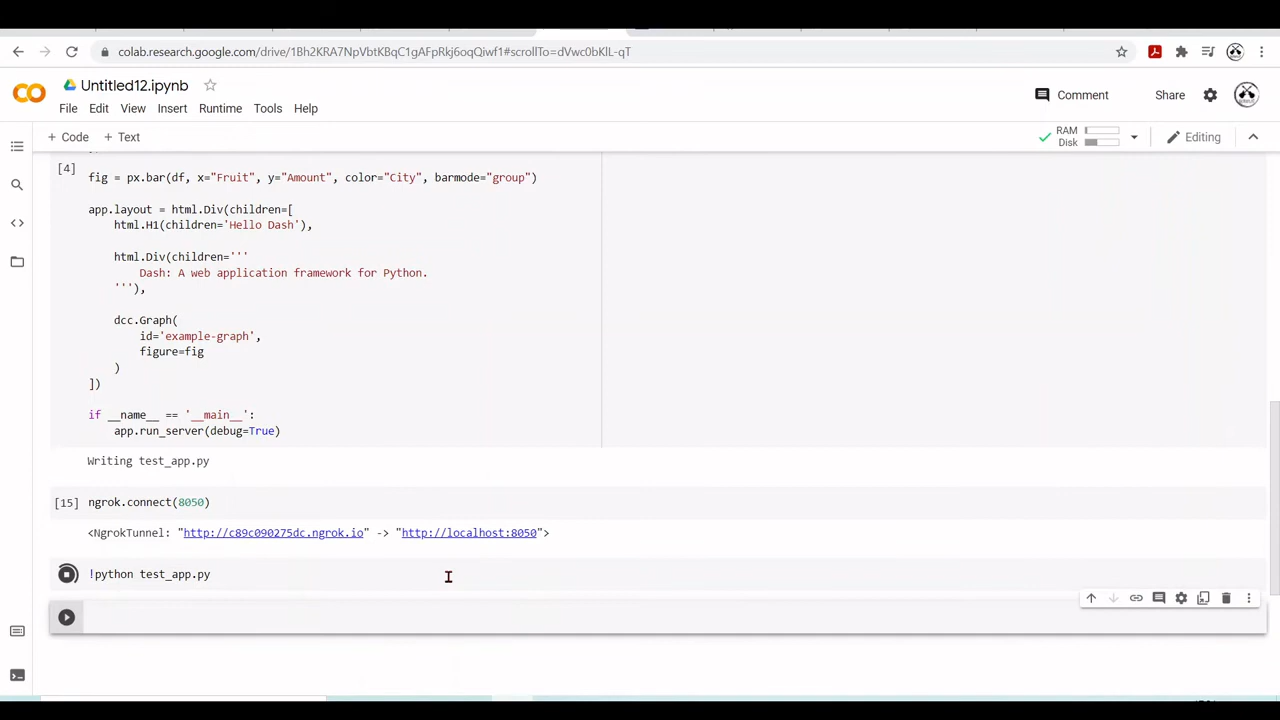 colab.research.google.com/drive/1Bh2KRA7NpVbtKBqC1gAFpRkj6oqQiwf1#scrollTo=dVwc0bKlL-qT
CO Untitled12.ipynb
File Edit View Insert Runtime Tools Help
Comment Share
+ Code + Text
RAM
Disk
Editing
[4]
fig = px.bar(df, x="Fruit", y="Amount", color="City", barmode="group")
app.layout = html.Div(children=[
html.H1(children='Hello Dash'),
html.Div(children='''
Dash: A web application framework for Python.
'''),
dcc.Graph(
id='example-graph',
figure=fig
)
])
if __name__ == '__main__':
app.run_server(debug=True)
Writing test_app.py
[15] ngrok.connect(8050)
<NgrokTunnel: "http://c89c090275dc.ngrok.io" -> "http://localhost:8050">
!python test_app.py